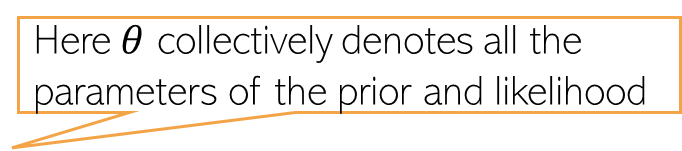 Here θ collectively denotes all the
parameters of the prior and likelihood